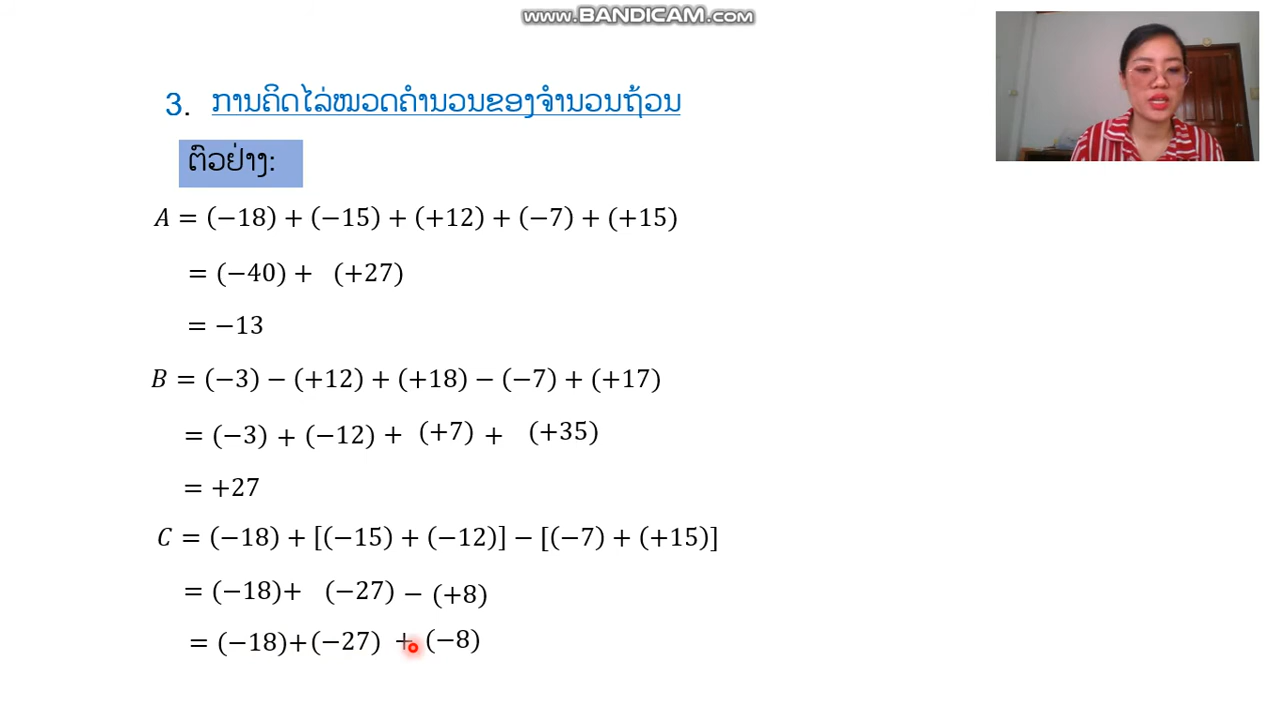 www.BANDICAM.com
3. ການຄິດໄລ່ໝວດຄຳນວນຂອງຈຳນວນຖ້ວນ
ຕົວຢ່າງ:
A = (−18) + (−15) + (+12) + (−7) + (+15)
= (−40) + (+27)
= −13
B = (−3) − (+12) + (+18) − (−7) + (+17)
= (−3) + (−12) + (+7) + (+35)
= +27
C = (−18) + [(−15) + (−12)] − [(−7) + (+15)]
= (−18)+ (−27) − (+8)
= (−18)+(−27) + (−8)